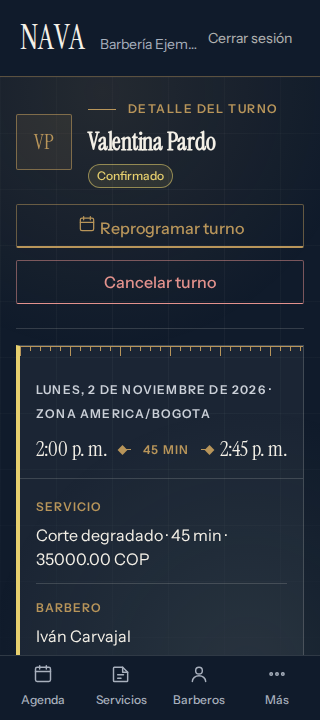 NAVA
Barbería Ejem...
Cerrar sesión
DETALLE DEL TURNO
VP
Valentina Pardo
Confirmado
Reprogramar turno
Cancelar turno
LUNES, 2 DE NOVIEMBRE DE 2026 ·
ZONA AMERICA/BOGOTA
2:00 p. m. 45 MIN 2:45 p. m.
SERVICIO
Corte degradado · 45 min ·
35000.00 COP
BARBERO
Iván Carvajal
Agenda Servicios Barberos Más